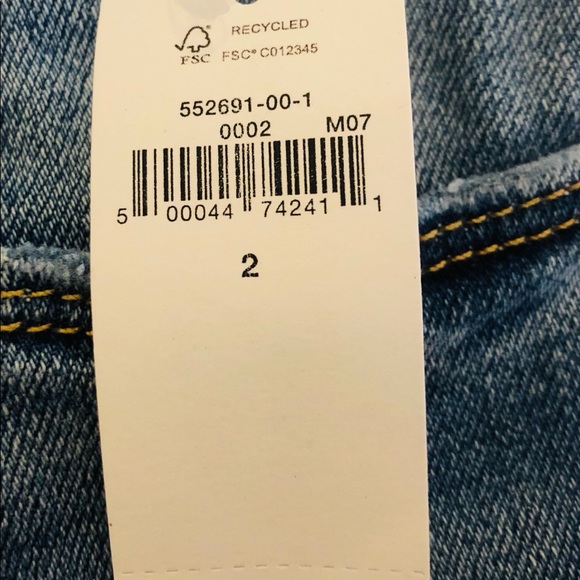 RECYCLED
FSC FSC® C012345
552691-00-1
0002 M07
5 00044 74241 1
2